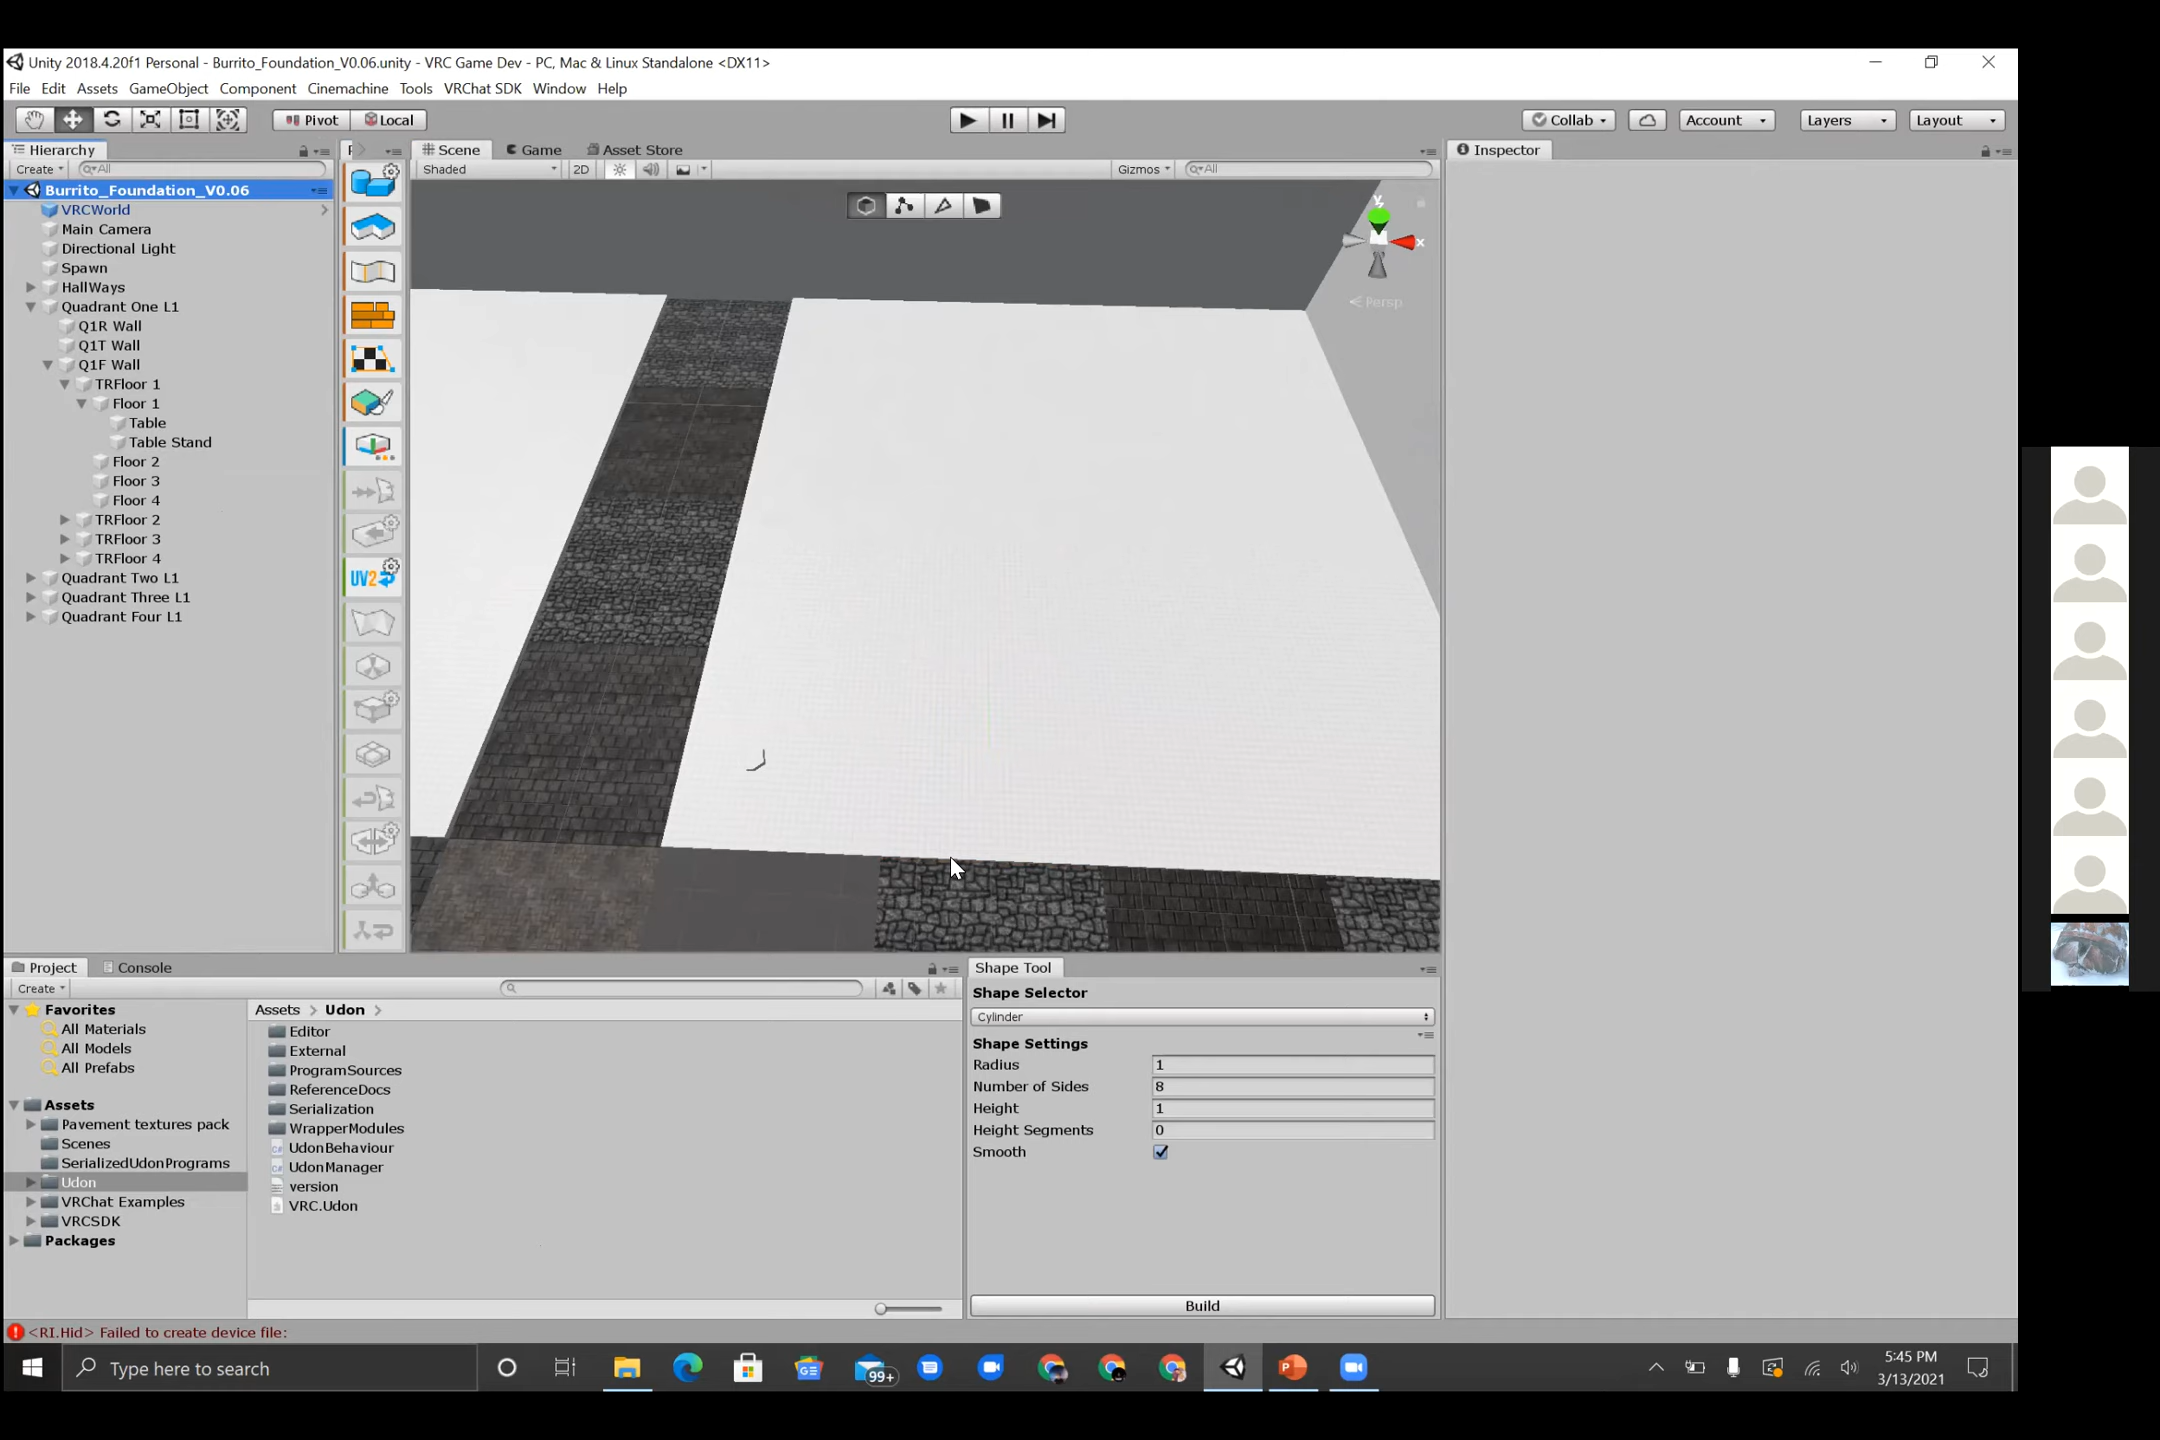 Unity 2018.4.20f1 Personal - Burrito_Foundation_V0.06.unity - VRC Game Dev - PC, Mac & Linux Standalone <DX11>
File Edit Assets GameObject Component Cinemachine Tools VRChat SDK Window Help
Pivot Local Collab Account Layers Layout
Hierarchy
Create All
Burrito_Foundation_V0.06
VRCWorld
Main Camera
Directional Light
Spawn
HallWays
Quadrant One L1
Q1R Wall
Q1T Wall
Q1F Wall
TRFloor 1
Floor 1
Table
Table Stand
Floor 2
Floor 3
Floor 4
TRFloor 2
TRFloor 3
TRFloor 4
Quadrant Two L1
Quadrant Three L1
Quadrant Four L1
UV2
Scene Game Asset Store
Shaded 2D Gizmos All
y
x
Persp
Inspector
Project Console
Create
Favorites
All Materials
All Models
All Prefabs
Assets
Pavement textures pack
Scenes
SerializedUdonPrograms
Udon
VRChat Examples
VRCSDK
Packages
Assets > Udon >
Editor
External
ProgramSources
ReferenceDocs
Serialization
WrapperModules
UdonBehaviour
UdonManager
version
VRC.Udon
Shape Tool
Shape Selector
Cylinder
Shape Settings
Radius 1
Number of Sides 8
Height 1
Height Segments 0
Smooth
Build
<RI.Hid> Failed to create device file:
Type here to search
99+
5:45 PM
3/13/2021